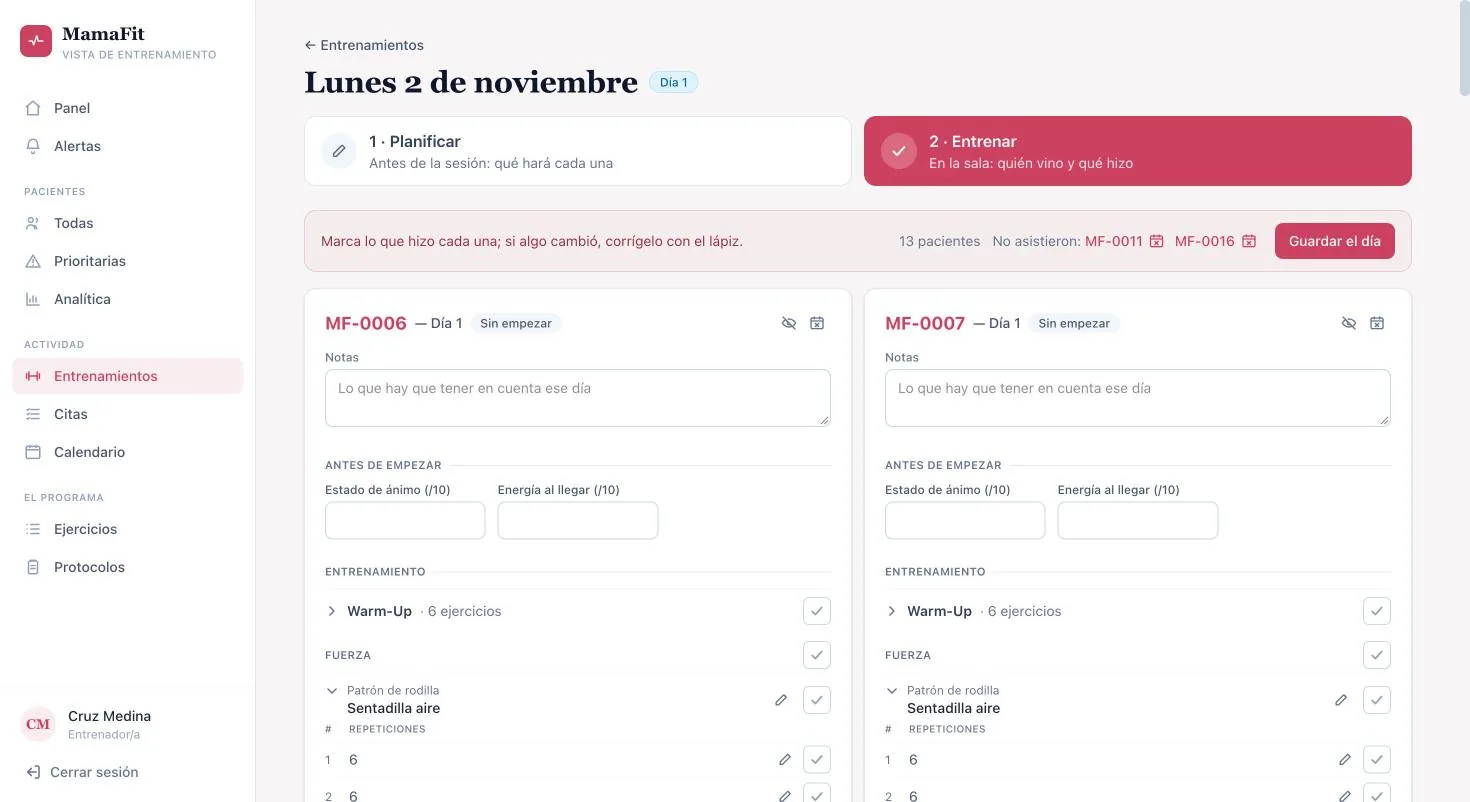 MamaFit
VISTA DE ENTRENAMIENTO
Panel
Alertas
PACIENTES
Todas
Prioritarias
Analítica
ACTIVIDAD
Entrenamientos
Citas
Calendario
EL PROGRAMA
Ejercicios
Protocolos
CM
Cruz Medina
Entrenador/a
Cerrar sesión
← Entrenamientos
Lunes 2 de noviembre Día 1
1 · Planificar
Antes de la sesión: qué hará cada una
2 · Entrenar
En la sala: quién vino y qué hizo
Marca lo que hizo cada una; si algo cambió, corrígelo con el lápiz.
13 pacientes No asistieron: MF-0011 MF-0016 Guardar el día
MF-0006 — Día 1 Sin empezar
Notas
Lo que hay que tener en cuenta ese día
ANTES DE EMPEZAR
Estado de ánimo (/10) Energía al llegar (/10)
ENTRENAMIENTO
Warm-Up · 6 ejercicios
FUERZA
Patrón de rodilla
Sentadilla aire
# REPETICIONES
1 6
2 6
MF-0007 — Día 1 Sin empezar
Notas
Lo que hay que tener en cuenta ese día
ANTES DE EMPEZAR
Estado de ánimo (/10) Energía al llegar (/10)
ENTRENAMIENTO
Warm-Up · 6 ejercicios
FUERZA
Patrón de rodilla
Sentadilla aire
# REPETICIONES
1 6
2 6